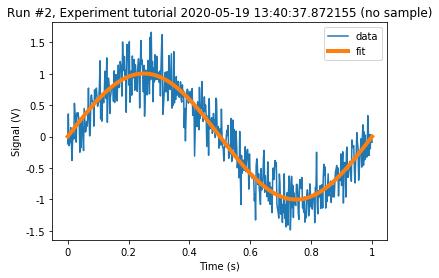 Run #2, Experiment tutorial 2020-05-19 13:40:37.872155 (no sample)
data
fit
Signal (V)
1.5
1
0.5
0
-0.5
-1
-1.5
0 0.2 0.4 0.6 0.8 1
Time (s)